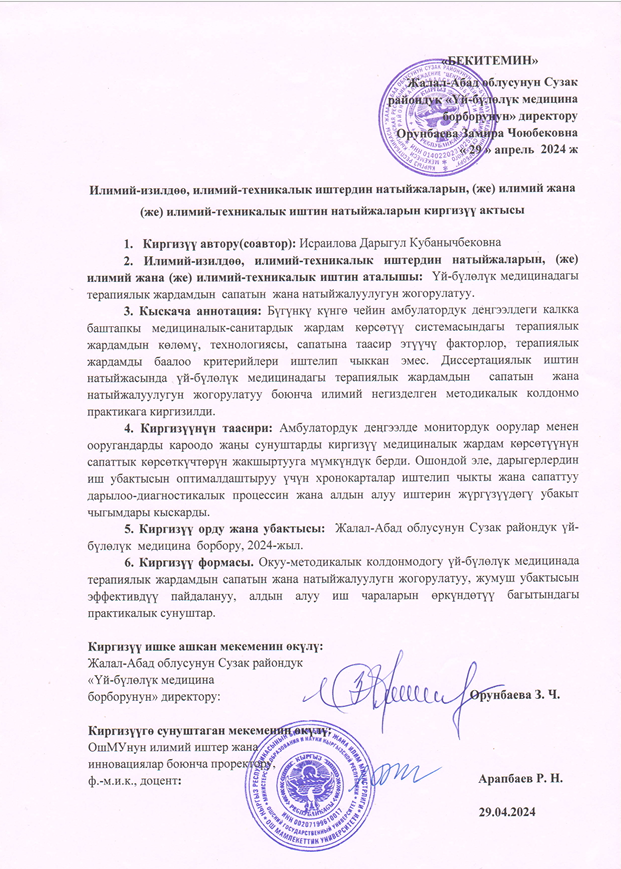 «БЕКИТЕМИН»
Жалал-Абад облусунун Сузак
райондук «Үй-бүлөлүк медицина
борборунун» директору
Орунбаева Замира Чоюбековна
« 29 » апрель 2024 ж
Илимий-изилдөө, илимий-техникалык иштердин натыйжаларын, (же) илимий жана
(же) илимий-техникалык иштин натыйжаларын киргизүү актысы
1. Киргизүү автору(соавтор): Исраилова Дарыгул Кубанычбековна
2. Илимий-изилдөө, илимий-техникалык иштердин натыйжаларын, (же)
илимий жана (же) илимий-техникалык иштин аталышы: Үй-бүлөлүк медицинадагы
терапиялык жардамдын сапатын жана натыйжалуулугун жогорулатуу.
3. Кыскача аннотация: Бүгүнкү күнгө чейин амбулатордук деңгээлдеги калкка
баштапкы медициналык-санитардык жардам көрсөтүү системасындагы терапиялык
жардамдын көлөмү, технологиясы, сапатына таасир этүүчү факторлор, терапиялык
жардамды баалоо критерийлери иштелип чыккан эмес. Диссертациялык иштин
натыйжасында үй-бүлөлүк медицинадагы терапиялык жардамдын сапатын жана
натыйжалуулугун жогорулатуу боюнча илимий негизделген методикалык колдонмо
практикага киргизилди.
4. Киргизүүнүн таасири: Амбулатордук деңгээлде монитордук оорулар менен
ооругандарды кароодо жаңы сунуштарды киргизүү медициналык жардам көрсөтүүнүн
сапаттык көрсөткүчтөрүн жакшыртууга мүмкүндүк берди. Ошондой эле, дарыгерлердин
иш убактысын оптималдаштыруу үчүн хронокарталар иштелип чыкты жана сапаттуу
дарылоо-диагностикалык процессин жана алдын алуу иштерин жүргүзүүдөгү убакыт
чыгымдары кыскарды.
5. Киргизүү орду жана убактысы: Жалал-Абад облусунун Сузак райондук үй-
бүлөлүк медицина борбору, 2024-жыл.
6. Киргизүү формасы. Окуу-методикалык колдонмодогу үй-бүлөлүк медицинада
терапиялык жардамдын сапатын жана натыйжалуулугн жогорулатуу, жумуш убактысын
эффективдүү пайдалануу, алдын алуу иш чараларын өркүндөтүү багытындагы
практикалык сунуштар.
Киргизүү ишке ашкан мекеменин өкүлү:
Жалал-Абад облусунун Сузак райондук
«Үй-бүлөлүк медицина
борборунун» директору:
Орунбаева З. Ч.
Киргизүүгө сунуштаган мекеменин өкүлү:
ОшМУнун илимий иштер жана
инновациялар боюнча проректору,
ф.-м.и.к., доцент:
Арапбаев Р. Н.
29.04.2024